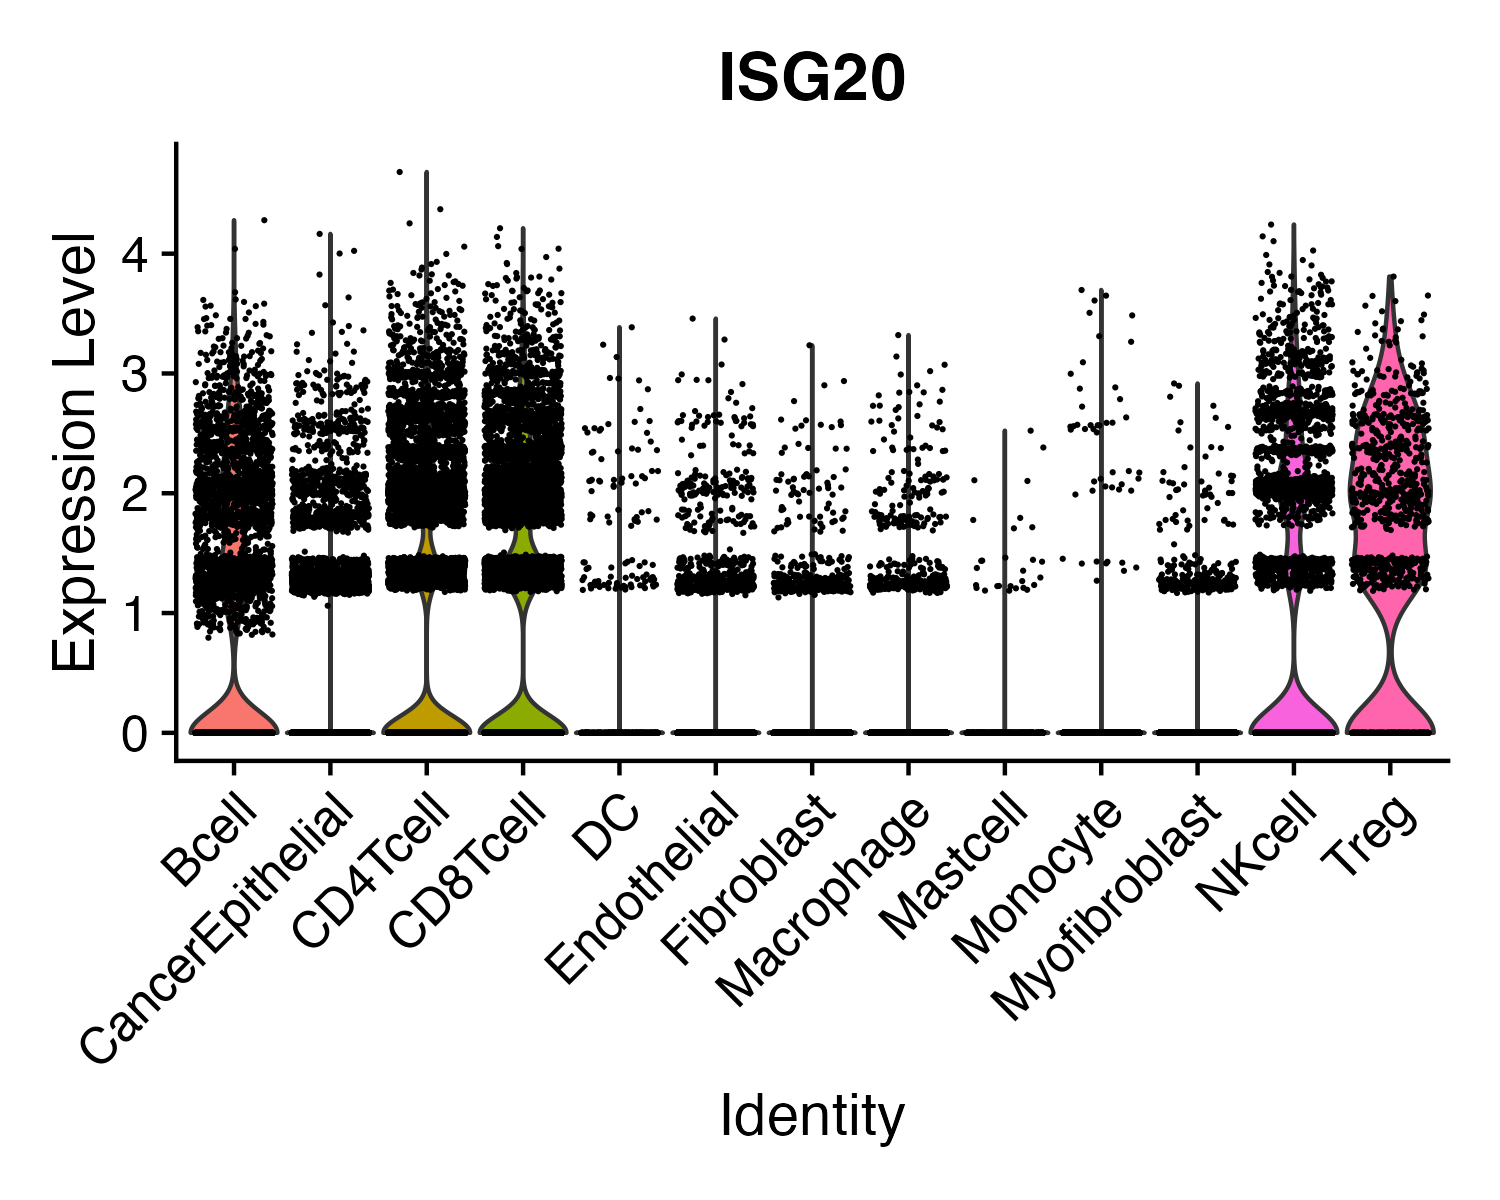 ISG20
Expression Level
4
3
2
1
0
Bcell
CancerEpithelial
CD4Tcell
CD8Tcell
DC
Endothelial
Fibroblast
Macrophage
Mastcell
Monocyte
Myofibroblast
NKcell
Treg
Identity